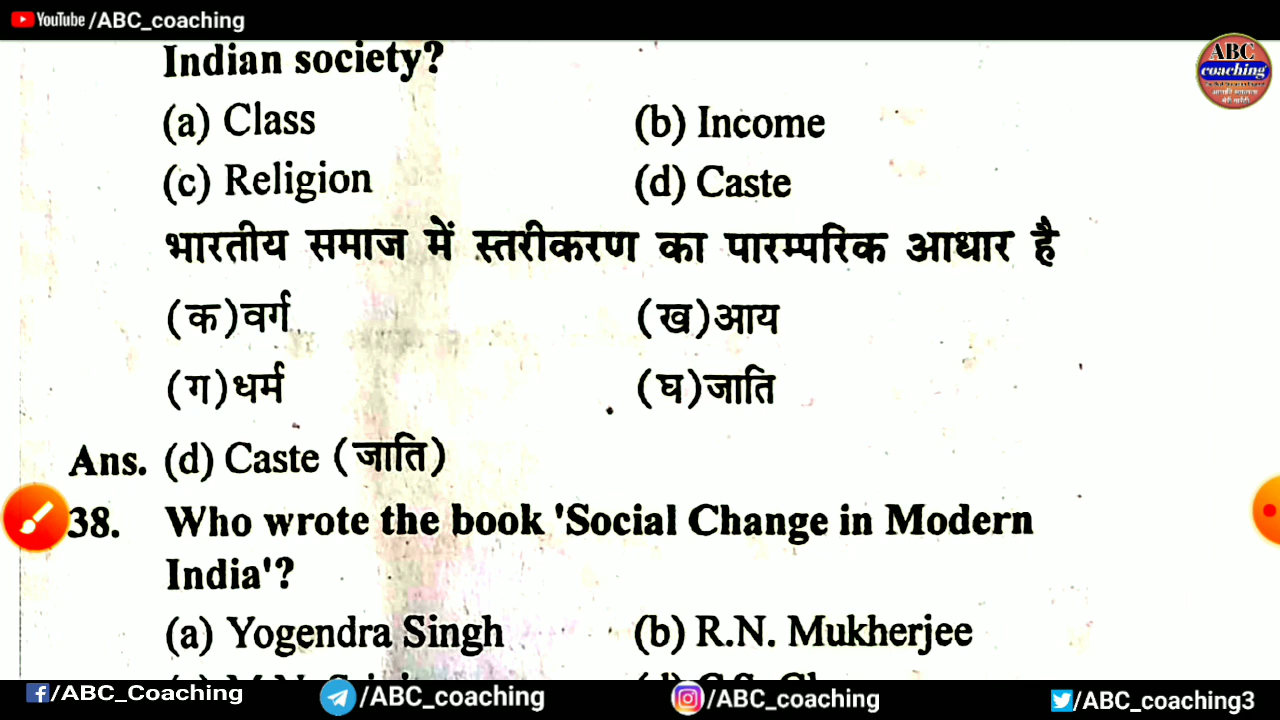 YouTube /ABC_coaching
ABC
coaching
Indian society?
(a) Class (b) Income
(c) Religion (d) Caste
भारतीय समाज में स्तरीकरण का पारम्परिक आधार है
(क) वर्ग (ख) आय
(ग) धर्म (घ) जाति
Ans. (d) Caste (जाति)
38. Who wrote the book 'Social Change in Modern
India'?
(a) Yogendra Singh (b) R.N. Mukherjee
/ABC_Coaching /ABC_coaching /ABC_coaching /ABC_coaching3